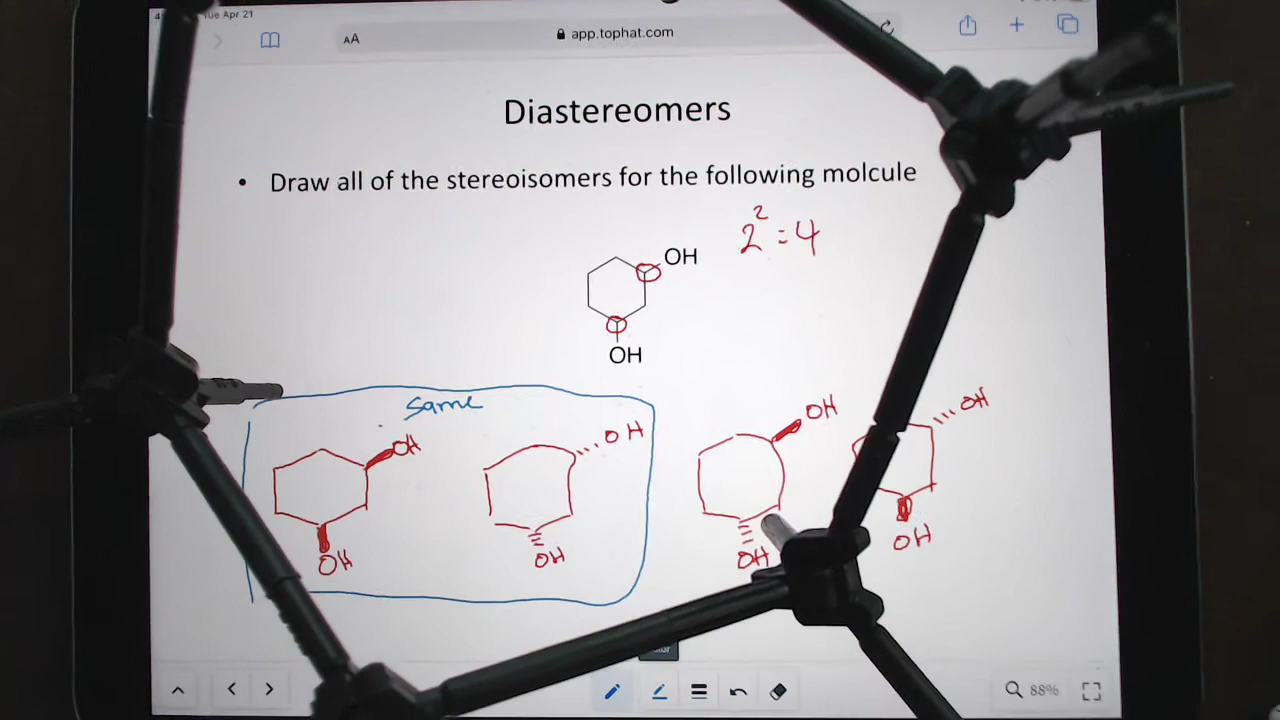 Tue Apr 21
AA
app.tophat.com
Diastereomers
• Draw all of the stereoisomers for the following molcule
2² = 4
OH
OH
same
OH
OH
OH
OH
OH
OH
OH
OH
88%